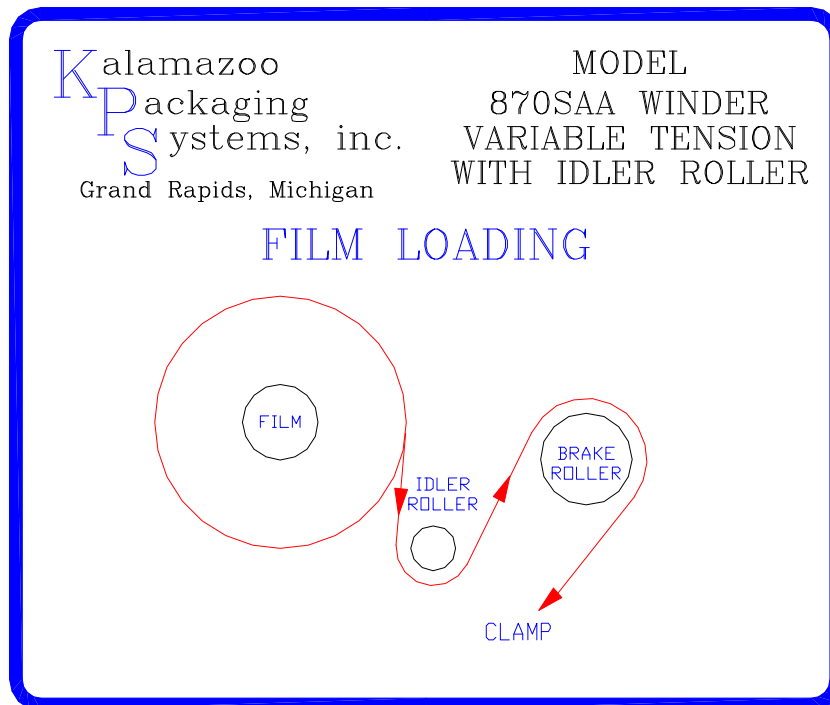 Kalamazoo
Packaging
Systems, inc.
Grand Rapids, Michigan
MODEL
870SAA WINDER
VARIABLE TENSION
WITH IDLER ROLLER
FILM LOADING
FILM
IDLER
ROLLER
BRAKE
ROLLER
CLAMP